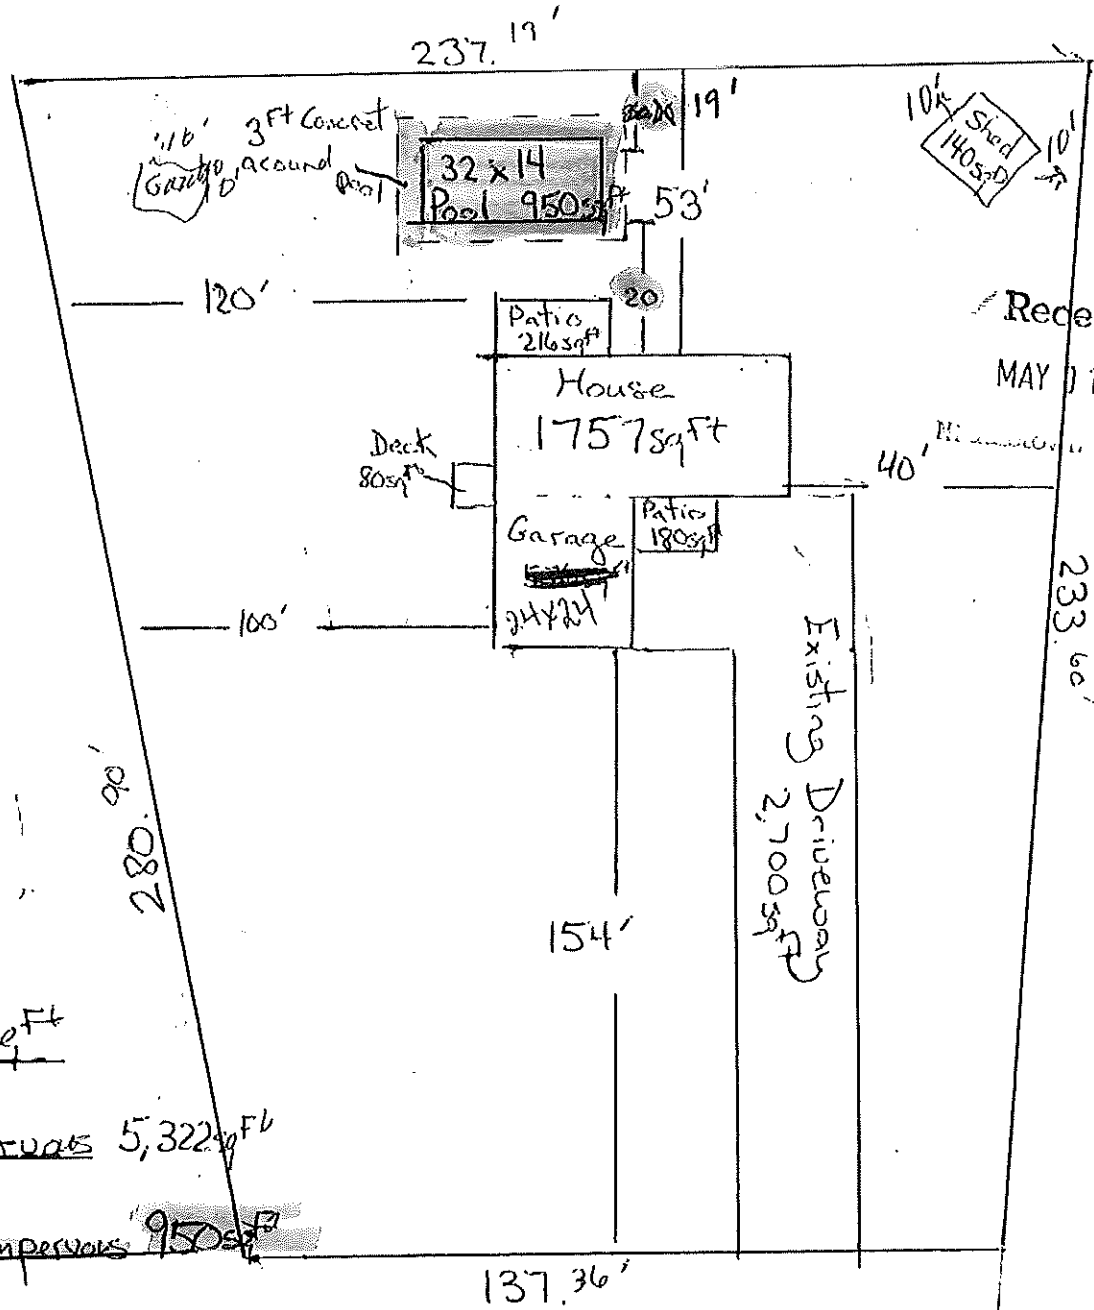 237.19'
3Ft Concret
around
Pool
32 x 14
Pool 950sqft
19'
53'
20
10'
Shed
140sqft
10'
120'
Patio
216sqft
House
1757sqFt
Deck
80sqft
40'
Garage
24x24'
Patio
180sqft
100'
Rece
MAY
233.60'
Existing Driveway
2,700sqft
280.90'
154'
5,322sqFt
mpervous 950sqft
137.36'